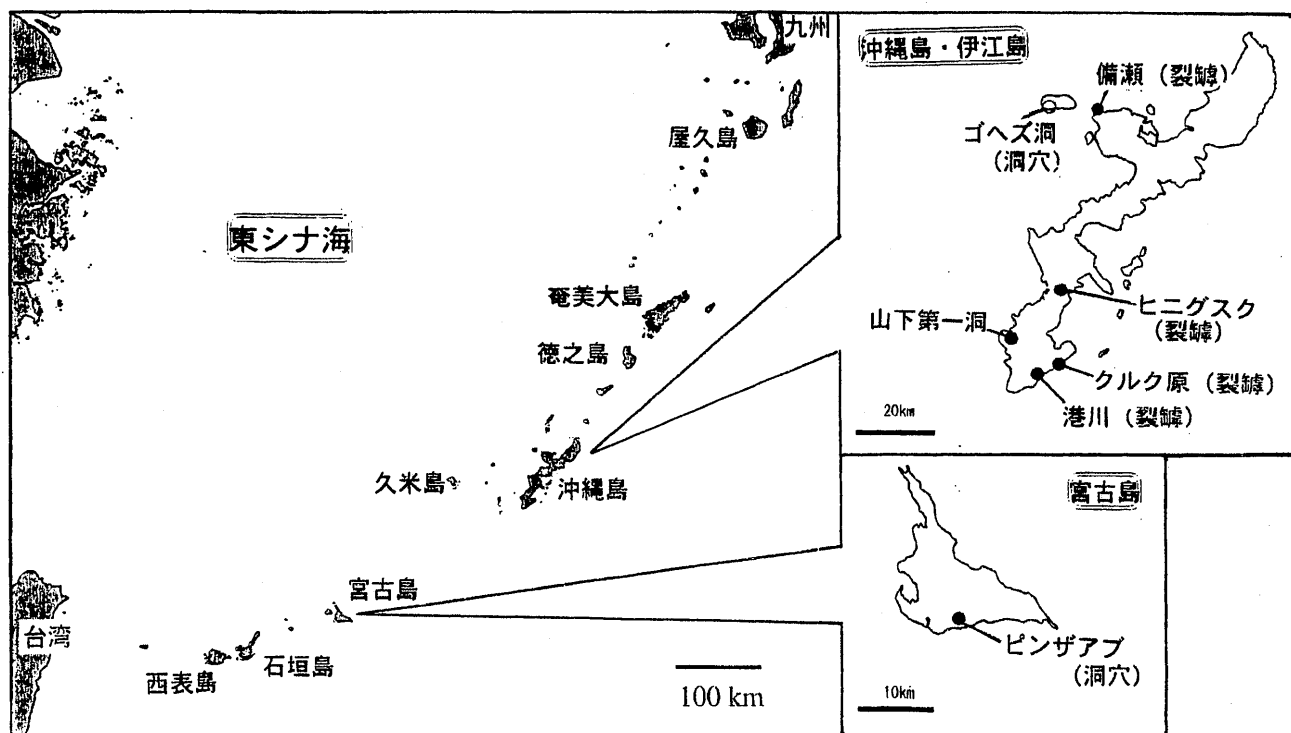 九州
屋久島
東シナ海
奄美大島
徳之島
久米島
沖縄島
宮古島
台湾
西表島
石垣島
100 km
沖縄島・伊江島
備瀬（裂罅）
ゴヘズ洞
（洞穴）
ヒニグスク
（裂罅）
山下第一洞
クルク原（裂罅）
港川（裂罅）
20km
宮古島
ピンザアブ
（洞穴）
10km